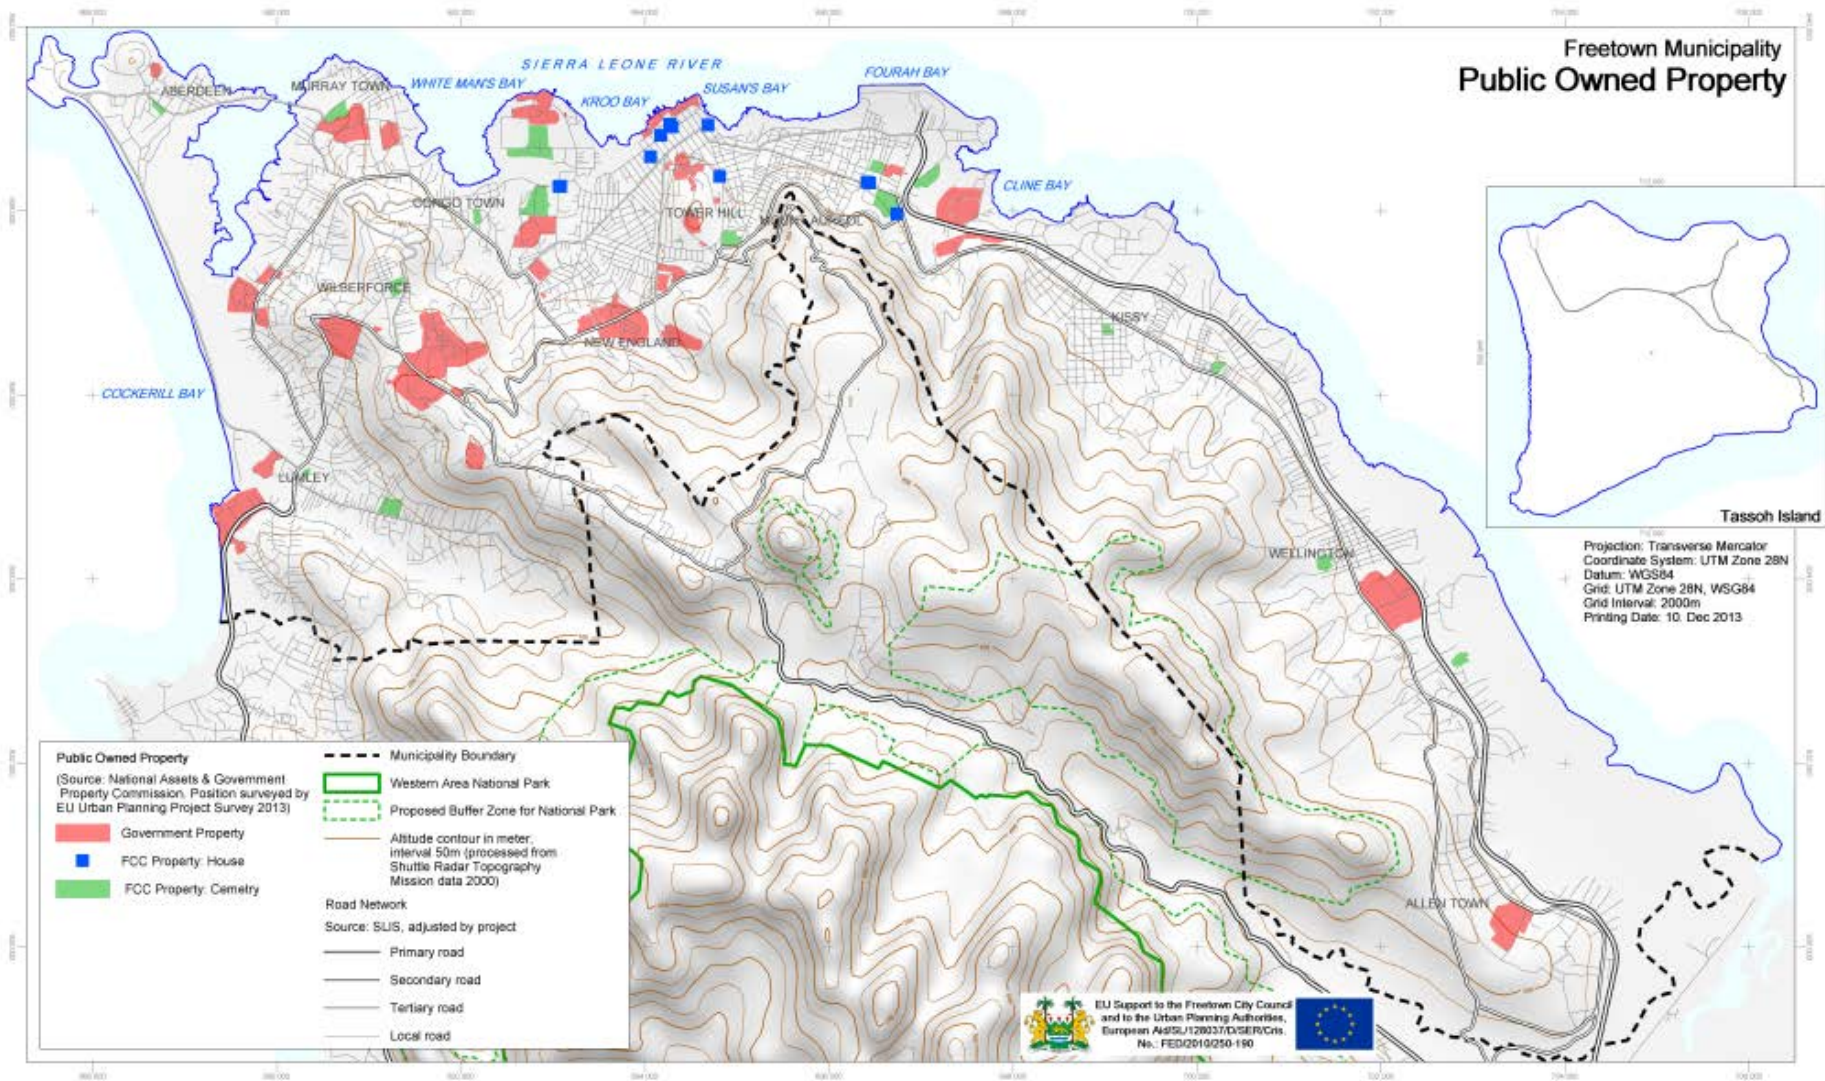 Freetown Municipality
Public Owned Property
SIERRA LEONE RIVER
FOURAH BAY
WHITE MAN'S BAY
SUSAN'S BAY
KROO BAY
ABERDEEN
MURRAY TOWN
CLINE BAY
CONGO TOWN
TOWER HILL
WILBERFORCE
KISSY
NEW ENGLAND
COCKERILL BAY
LUMLEY
WELLINGTON
ALLEN TOWN
Tassoh Island
Projection: Transverse Mercator
Coordinate System: UTM Zone 28N
Datum: WGS84
Grid: UTM Zone 28N, WSG84
Grid Interval: 2000m
Printing Date: 10. Dec 2013
Public Owned Property
(Source: National Assets & Government
Property Commission. Position surveyed by
EU Urban Planning Project Survey 2013)
Government Property
FCC Property: House
FCC Property: Cemetry
Municipality Boundary
Western Area National Park
Proposed Buffer Zone for National Park
Altitude contour in meter,
interval 50m (processed from
Shuttle Radar Topography
Mission data 2000)
Road Network
Source: SLIS, adjusted by project
Primary road
Secondary road
Tertiary road
Local road
EU Support to the Freetown City Council
and to the Urban Planning Authorities,
European Aid/SL/128037/D/SER/Cris.
No.: FED/2010/250-190